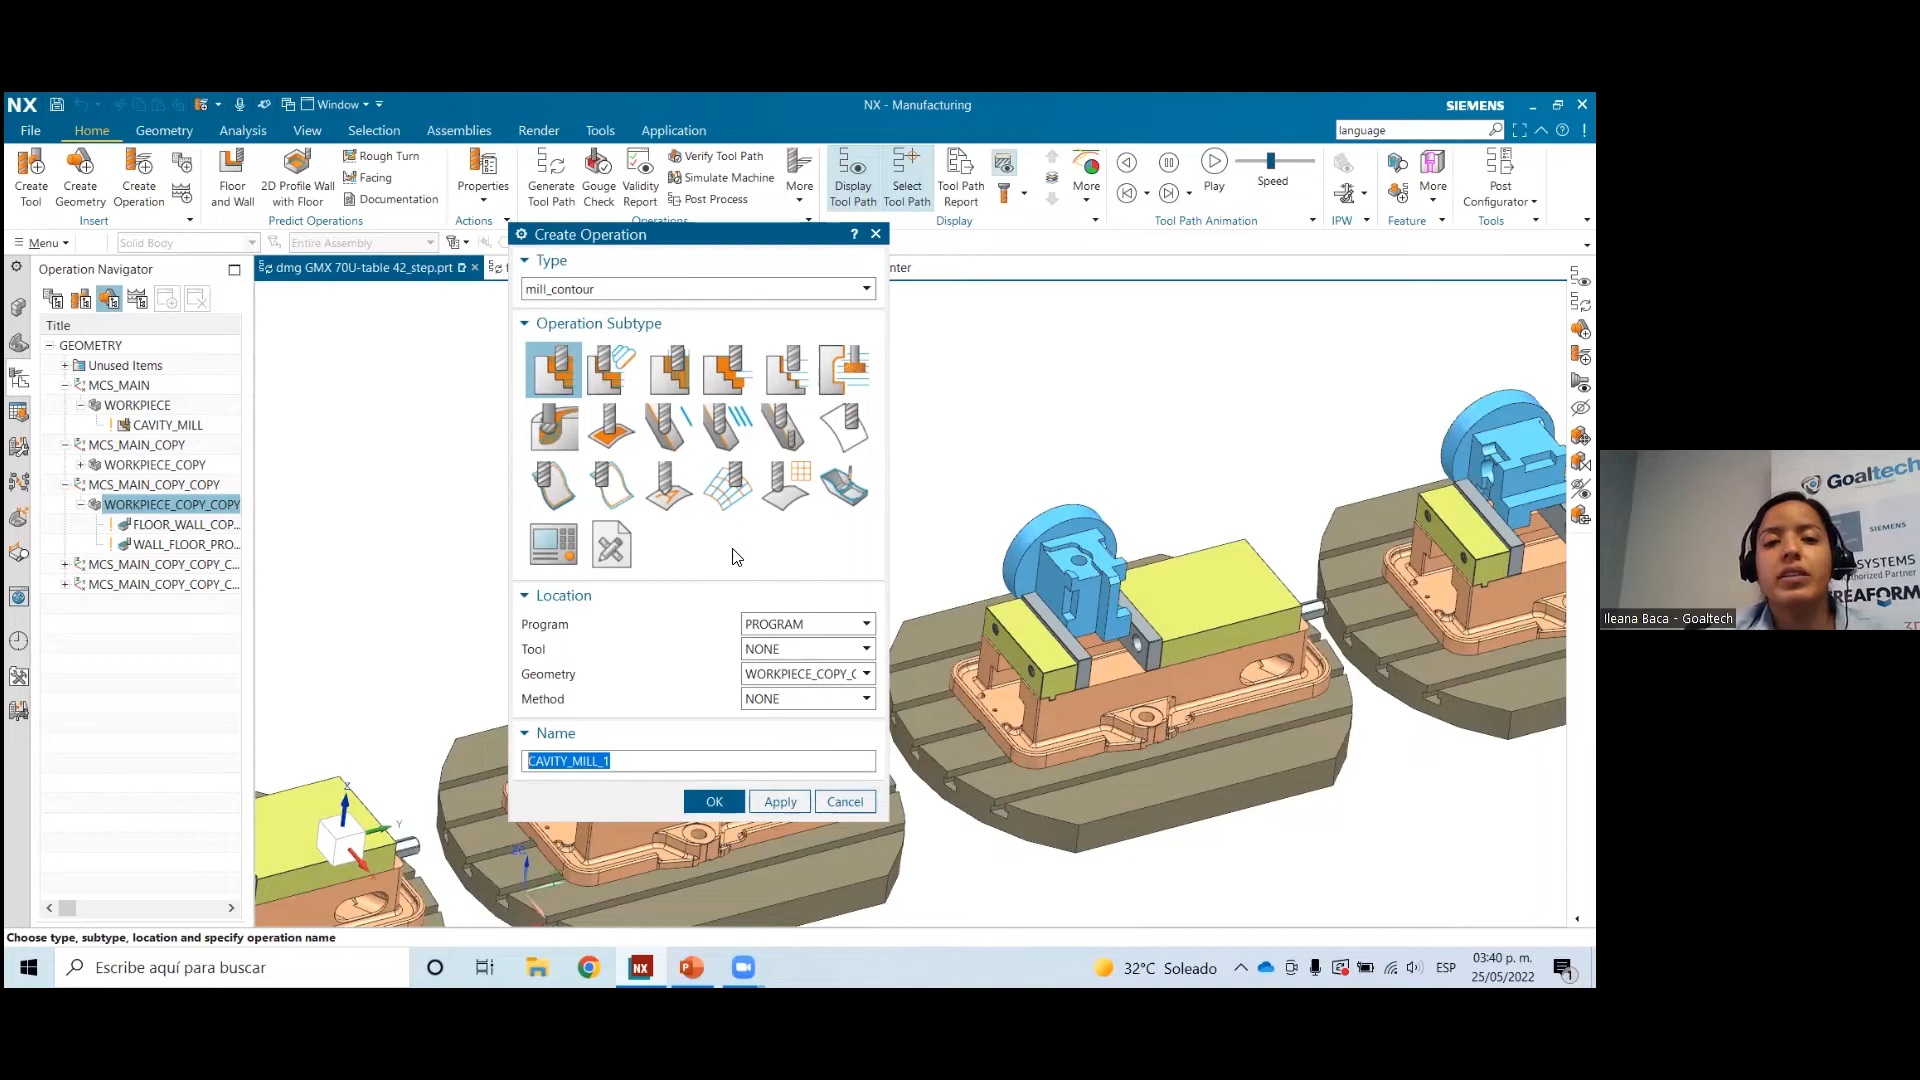 NX
Window
NX - Manufacturing
SIEMENS
File
Home
Geometry
Analysis
View
Selection
Assemblies
Render
Tools
Application
language
Create
Tool
Create
Geometry
Create
Operation
Insert
Floor
and Wall
2D Profile Wall
with Floor
Rough Turn
Facing
Documentation
Predict Operations
Properties
Actions
Generate
Tool Path
Gouge
Check
Validity
Report
Verify Tool Path
Simulate Machine
Post Process
More
Operations
Display
Tool Path
Select
Tool Path
Tool Path
Report
More
Display
Play
Speed
Tool Path Animation
IPW
More
Feature
Post
Configurator
Tools
Menu
Solid Body
Entire Assembly
Create Operation
?
Operation Navigator
dmg GMX 70U-table 42_step.prt
nter
Title
GEOMETRY
Unused Items
MCS_MAIN
WORKPIECE
CAVITY_MILL
MCS_MAIN_COPY
WORKPIECE_COPY
MCS_MAIN_COPY_COPY
WORKPIECE_COPY_COPY
FLOOR_WALL_COP...
WALL_FLOOR_PRO...
MCS_MAIN_COPY_COPY_C...
MCS_MAIN_COPY_COPY_C...
Type
mill_contour
Operation Subtype
Location
Program
PROGRAM
Tool
NONE
Geometry
WORKPIECE_COPY_C
Method
NONE
Name
CAVITY_MILL_1
OK
Apply
Cancel
Z
Y
X
ZC
Choose type, subtype, location and specify operation name
Escribe aquí para buscar
NX
P
32°C Soleado
ESP
03:40 p. m.
25/05/2022
1
Goaltech
SIEMENS
SYSTEMS
REAFORM
3D
Ileana Baca - Goaltech